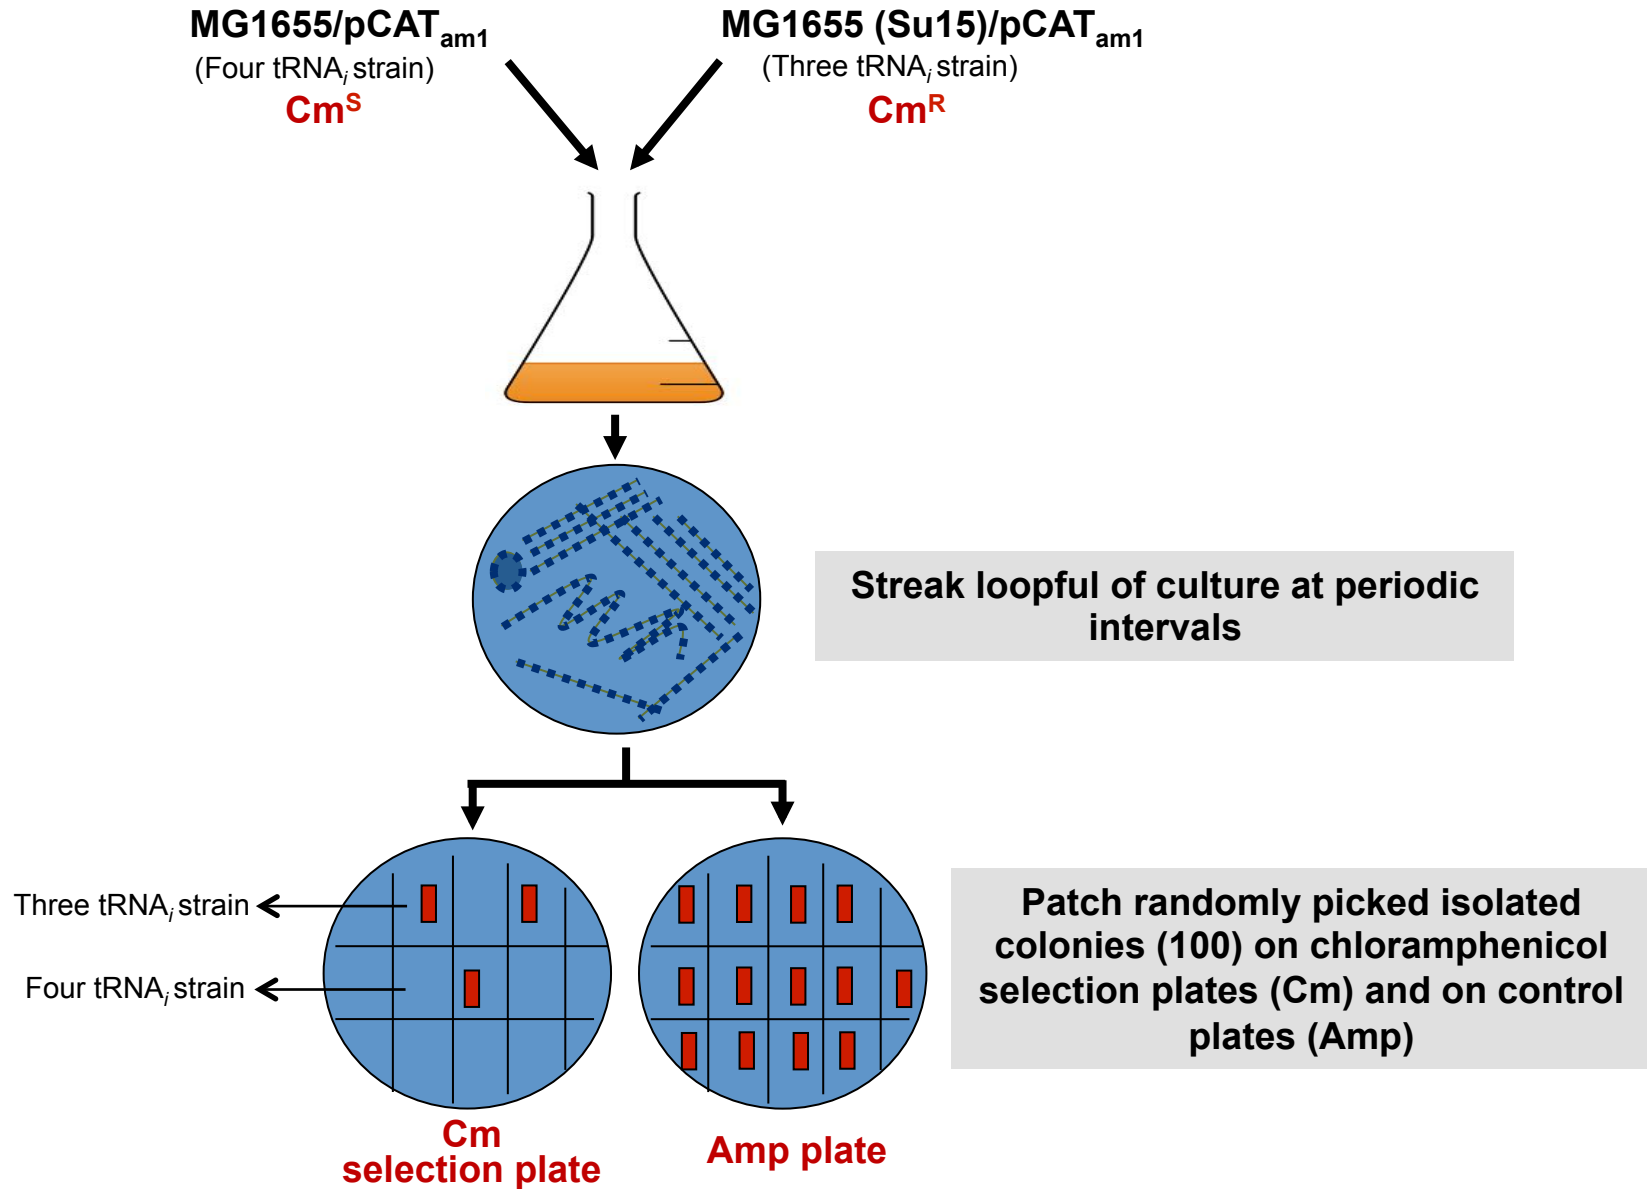 MG1655/pCATam1
(Four tRNAi strain)
CmS
MG1655 (Su15)/pCATam1
(Three tRNAi strain)
CmR
Streak loopful of culture at periodic
intervals
Three tRNAi strain
Four tRNAi strain
Patch randomly picked isolated
colonies (100) on chloramphenicol
selection plates (Cm) and on control
plates (Amp)
Cm
selection plate
Amp plate